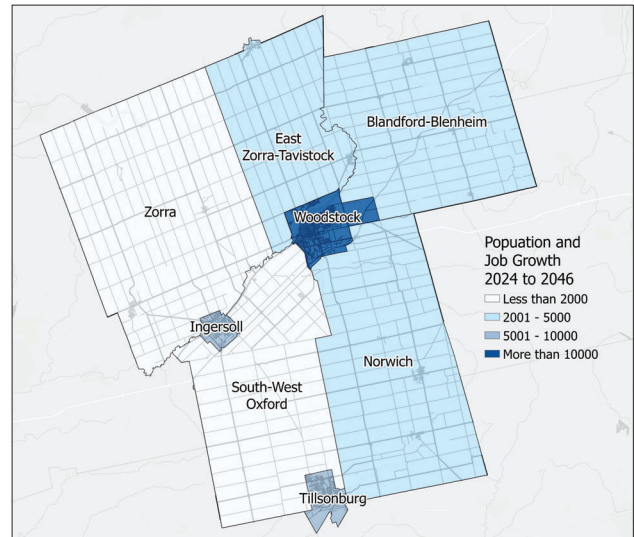 East
Zorra-Tavistock
Blandford-Blenheim
Zorra
Woodstock
Popuation and
Job Growth
2024 to 2046
Less than 2000
2001 - 5000
5001 - 10000
More than 10000
Ingersoll
Norwich
South-West
Oxford
Tillsonburg